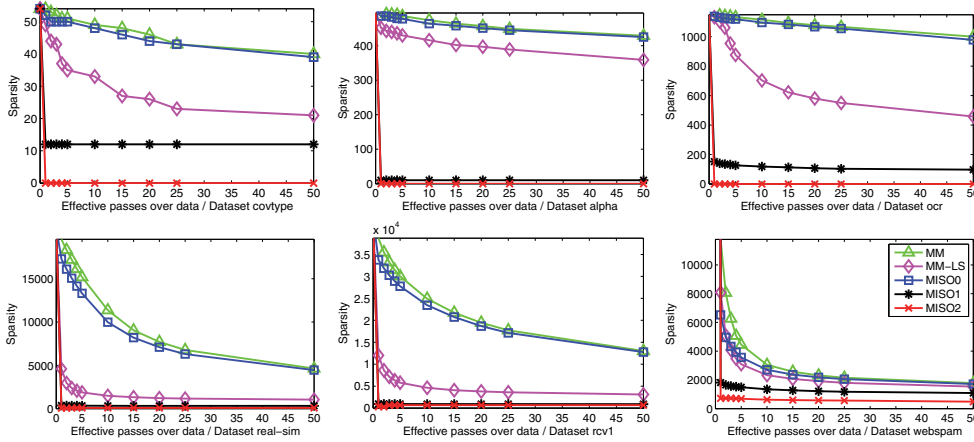 50
40
30
20
10
0
Sparsity
0 5 10 15 20 25 30 35 40 45 50
Effective passes over data / Dataset covtype
400
300
200
100
0
Sparsity
0 5 10 15 20 25 30 35 40 45 50
Effective passes over data / Dataset alpha
1000
800
600
400
200
0
Sparsity
0 5 10 15 20 25 30 35 40 45 50
Effective passes over data / Dataset ocr
15000
10000
5000
0
Sparsity
0 5 10 15 20 25 30 35 40 45 50
Effective passes over data / Dataset real−sim
x 10^4
3.5
3
2.5
2
1.5
1
0.5
0
Sparsity
0 5 10 15 20 25 30 35 40 45 50
Effective passes over data / Dataset rcv1
10000
8000
6000
4000
2000
0
Sparsity
0 5 10 15 20 25 30 35 40 45 50
Effective passes over data / Dataset webspam
MM
MM−LS
MISO0
MISO1
MISO2